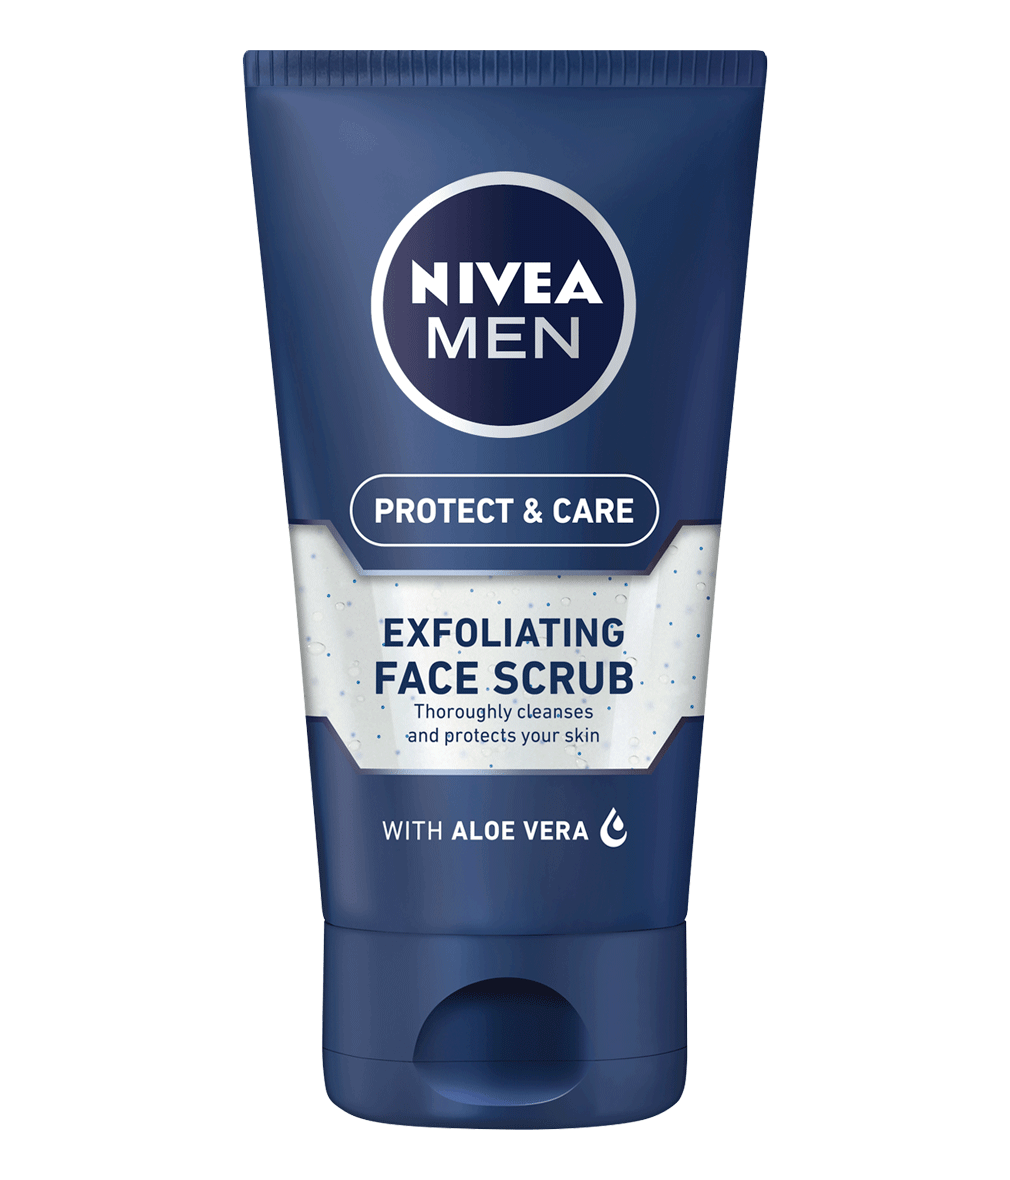 NIVEA
MEN
PROTECT & CARE
EXFOLIATING
FACE SCRUB
Thoroughly cleanses
and protects your skin
WITH ALOE VERA